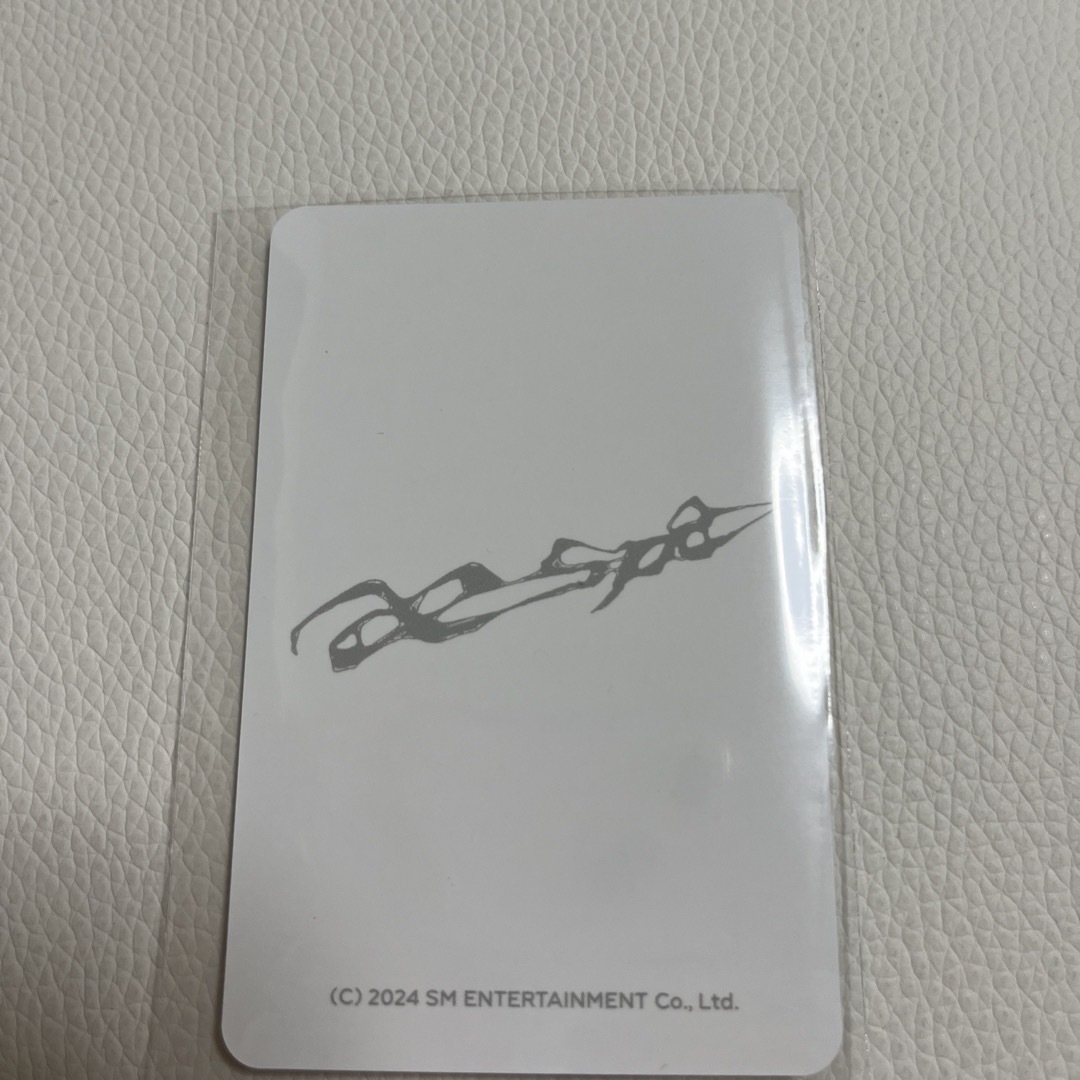 aespa
(C) 2024 SM ENTERTAINMENT Co., Ltd.